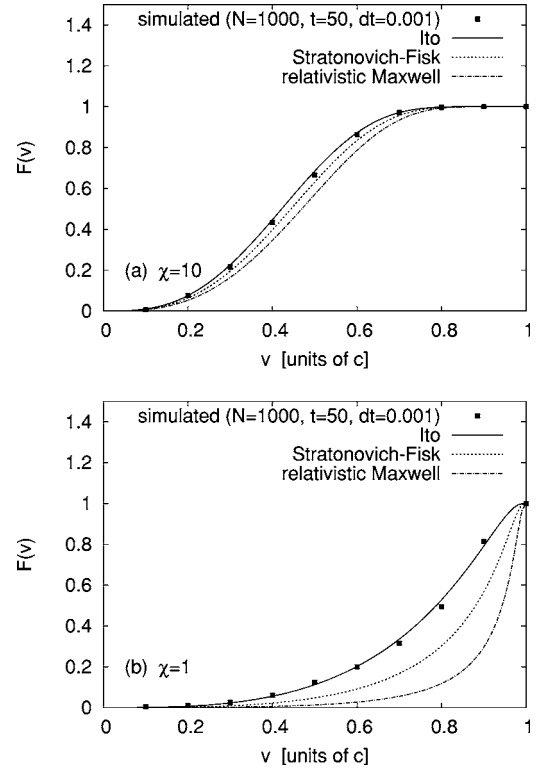 simulated (N=1000, t=50, dt=0.001)
Ito
Stratonovich-Fisk
relativistic Maxwell
1.4
1.2
1
0.8
0.6
0.4
0.2
0
F(v)
(a) χ=10
0 0.2 0.4 0.6 0.8 1
v [units of c]
simulated (N=1000, t=50, dt=0.001)
Ito
Stratonovich-Fisk
relativistic Maxwell
1.4
1.2
1
0.8
0.6
0.4
0.2
0
F(v)
(b) χ=1
0 0.2 0.4 0.6 0.8 1
v [units of c]